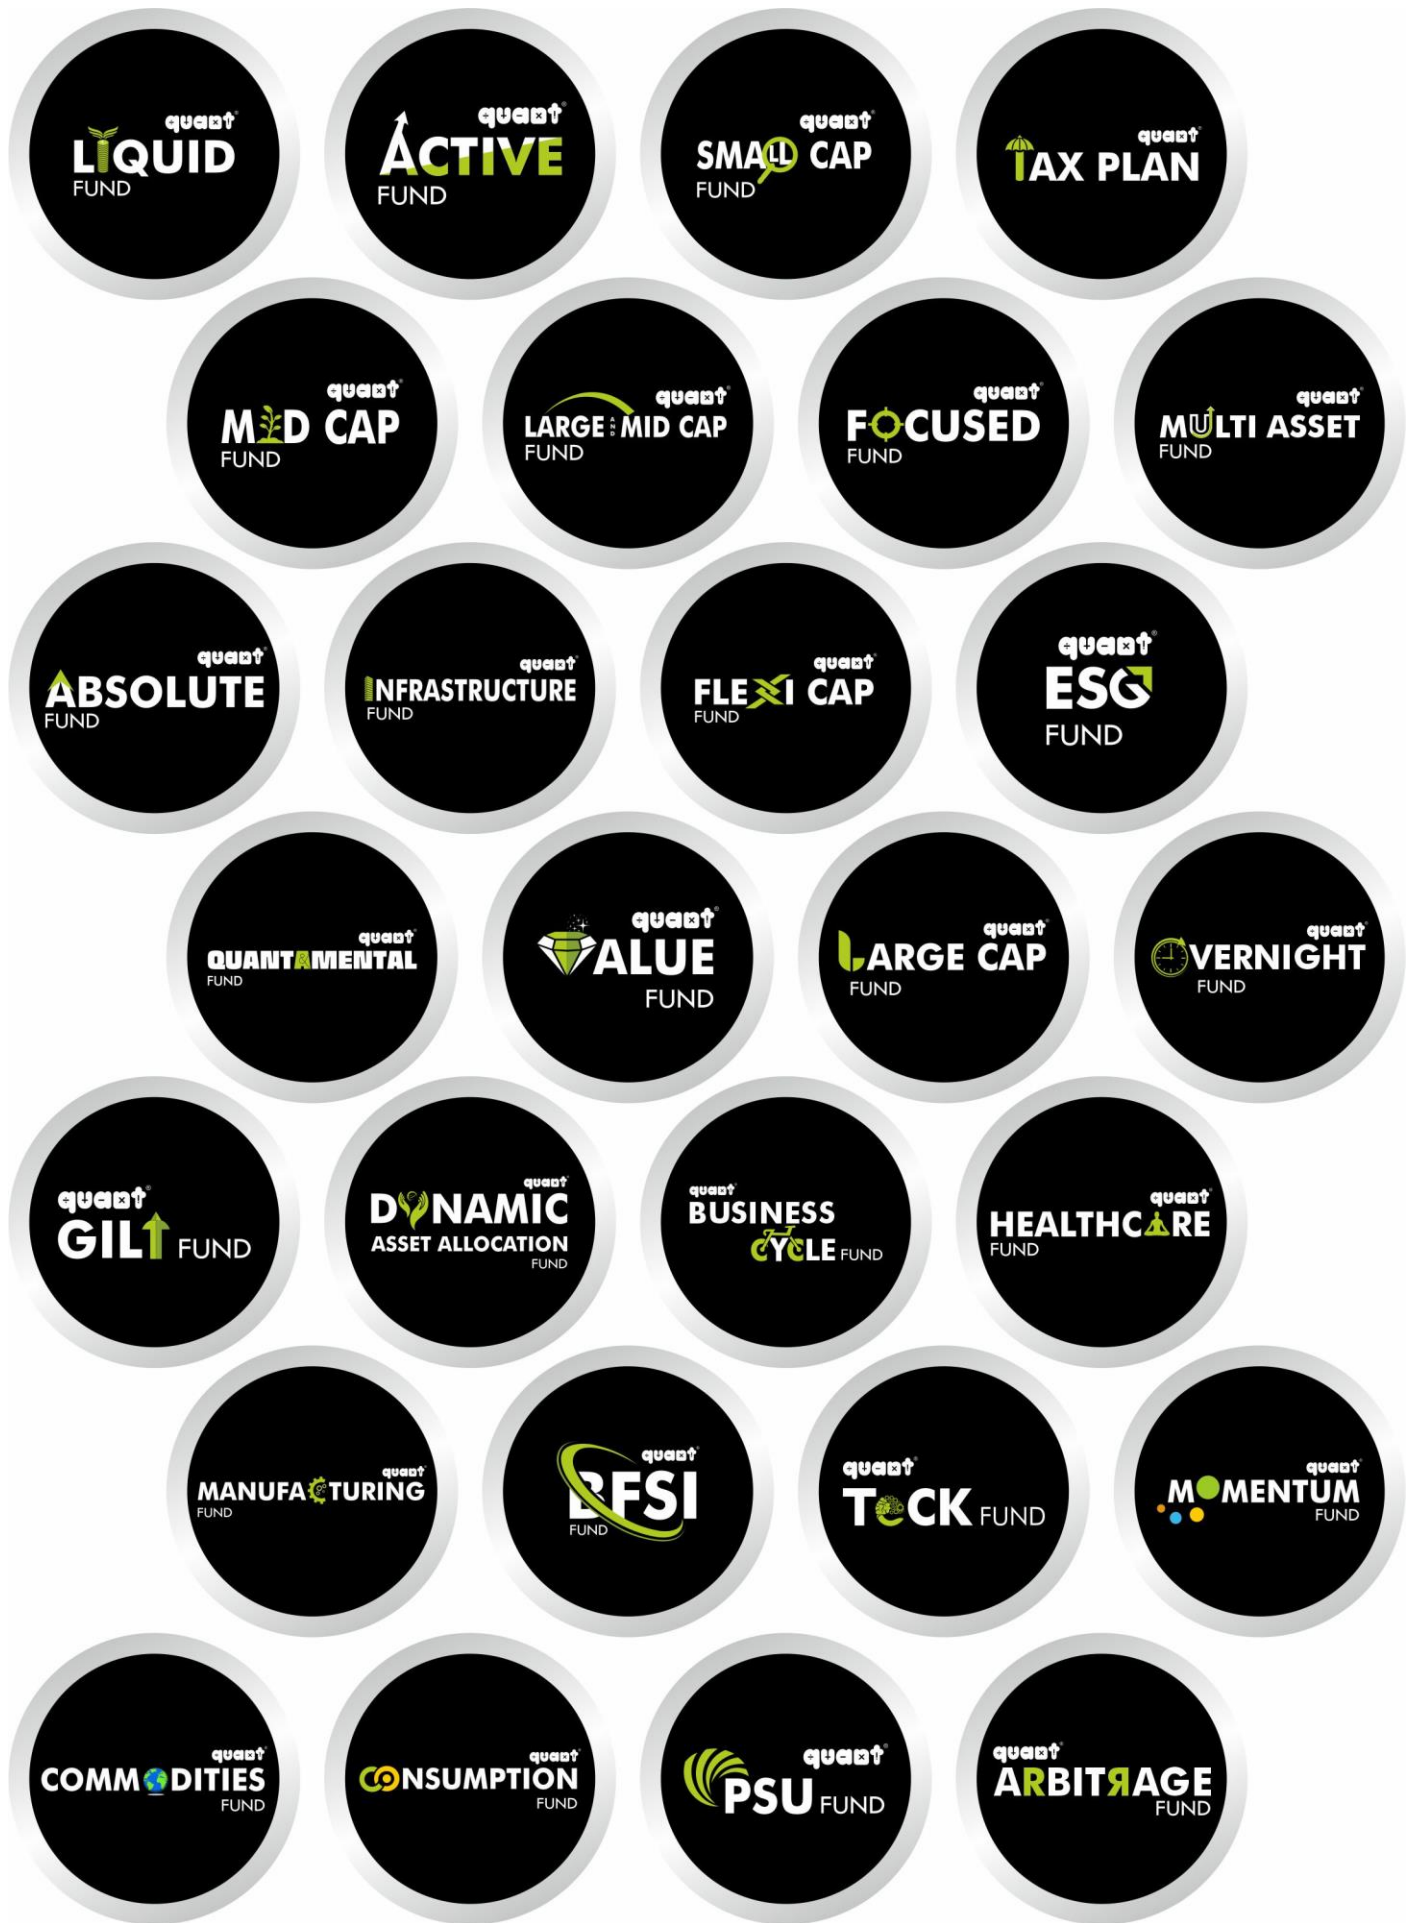 quant
LIQUID
FUND
quant
ACTIVE
FUND
quant
SMALL CAP
FUND
quant
TAX PLAN
quant
MID CAP
FUND
quant
LARGE AND MID CAP
FUND
quant
FOCUSED
FUND
quant
MULTI ASSET
FUND
quant
ABSOLUTE
FUND
quant
INFRASTRUCTURE
FUND
quant
FLEXI CAP
FUND
quant
ESG
FUND
quant
QUANTAMENTAL
FUND
quant
VALUE
FUND
quant
LARGE CAP
FUND
quant
OVERNIGHT
FUND
quant
GILT FUND
quant
DYNAMIC
ASSET ALLOCATION
FUND
quant
BUSINESS
CYCLE FUND
quant
HEALTHCARE
FUND
quant
MANUFACTURING
FUND
quant
BFSI
FUND
quant
TECK FUND
quant
MOMENTUM
FUND
quant
COMMODITIES
FUND
quant
CONSUMPTION
FUND
quant
PSU FUND
quant
ARBITRAGE
FUND